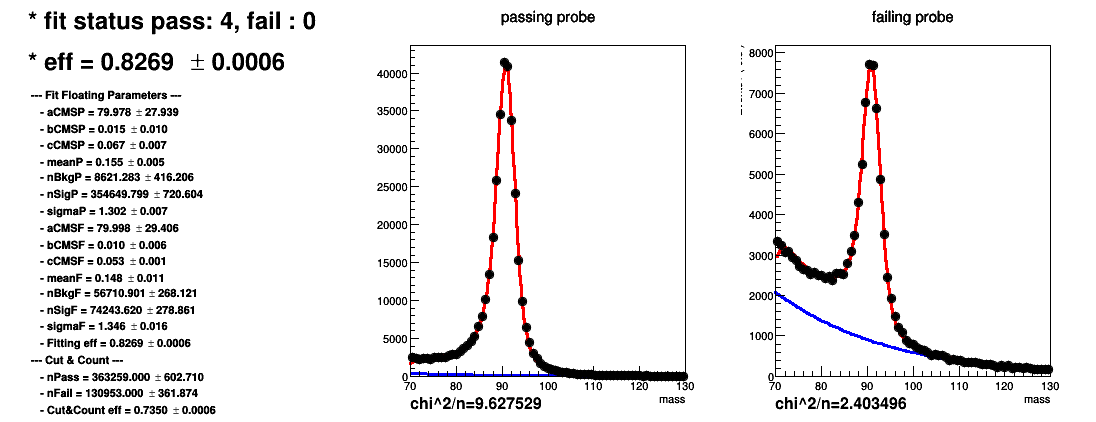 * fit status pass: 4, fail : 0
* eff = 0.8269 ± 0.0006
--- Fit Floating Parameters ---
- aCMSP = 79.978 ± 27.939
- bCMSP = 0.015 ± 0.010
- cCMSP = 0.067 ± 0.007
- meanP = 0.155 ± 0.005
- nBkgP = 8621.283 ± 416.206
- nSigP = 354649.799 ± 720.604
- sigmaP = 1.302 ± 0.007
- aCMSF = 79.998 ± 29.406
- bCMSF = 0.010 ± 0.006
- cCMSF = 0.053 ± 0.001
- meanF = 0.148 ± 0.011
- nBkgF = 56710.901 ± 268.121
- nSigF = 74243.620 ± 278.861
- sigmaF = 1.346 ± 0.016
- Fitting eff = 0.8269 ± 0.0006
--- Cut & Count ---
- nPass = 363259.000 ± 602.710
- nFail = 130953.000 ± 361.874
- Cut&Count eff = 0.7350 ± 0.0006
passing probe
40000
35000
30000
25000
20000
15000
10000
5000
0
70 80 90 100 110 120 130
mass
chi^2/n=9.627529
failing probe
8000
7000
6000
5000
4000
3000
2000
1000
0
70 80 90 100 110 120 130
mass
chi^2/n=2.403496